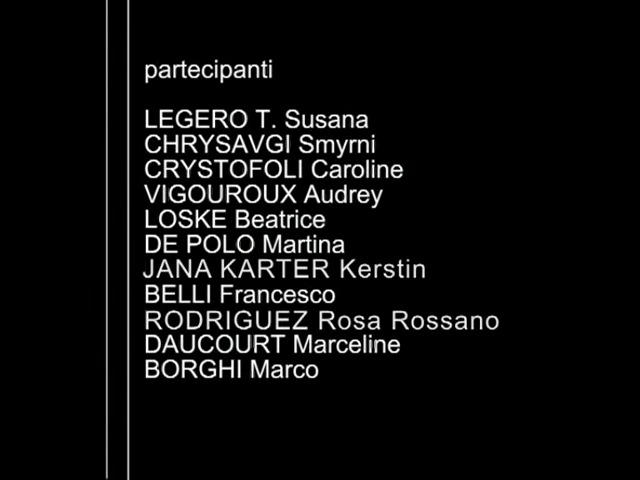 partecipanti
LEGERO T. Susana
CHRYSAVGI Smyrni
CRYSTOFOLI Caroline
VIGOUROUX Audrey
LOSKE Beatrice
DE POLO Martina
JANA KARTER Kerstin
BELLI Francesco
RODRIGUEZ Rosa Rossano
DAUCOURT Marceline
BORGHI Marco